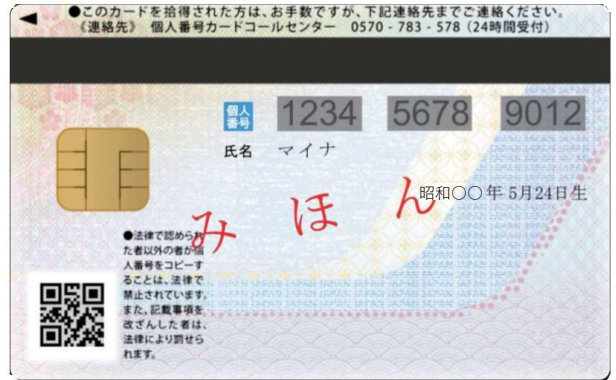 ●このカードを拾得された方は、お手数ですが、下記連絡先までご連絡ください。
《連絡先》 個人番号カードコールセンター 0570-783-578（24時間受付）
個人番号 1234 5678 9012
氏名 マイナ
昭和〇〇年 5月24日生
みほん
●法律で認められ
た者以外の者が個
人番号をコピーす
ることは、法律で
禁止されています。
また、記載事項を
改ざんした者は、
法律により罰せら
れます。